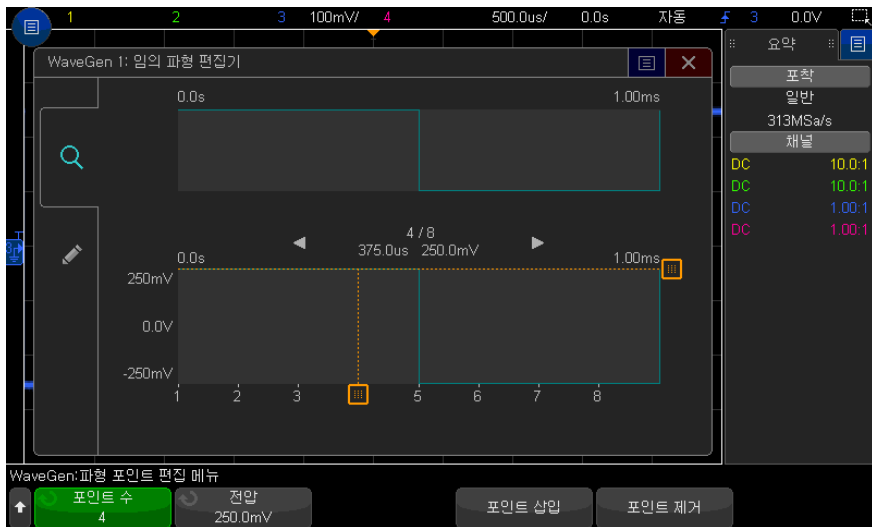 1 2 3 100mV/ 4 500.0us/ 0.0s 자동 3 0.0V
WaveGen 1: 임의 파형 편집기
0.0s 1.00ms
4 / 8
375.0us 250.0mV
0.0s 1.00ms
250mV
0.0V
-250mV
1 2 3 5 6 7 8
T
3
요약
포착
일반
313MSa/s
채널
DC 10.0:1
DC 10.0:1
DC 1.00:1
DC 1.00:1
WaveGen:파형 포인트 편집 메뉴
포인트 수
4
전압
250.0mV
포인트 삽입
포인트 제거